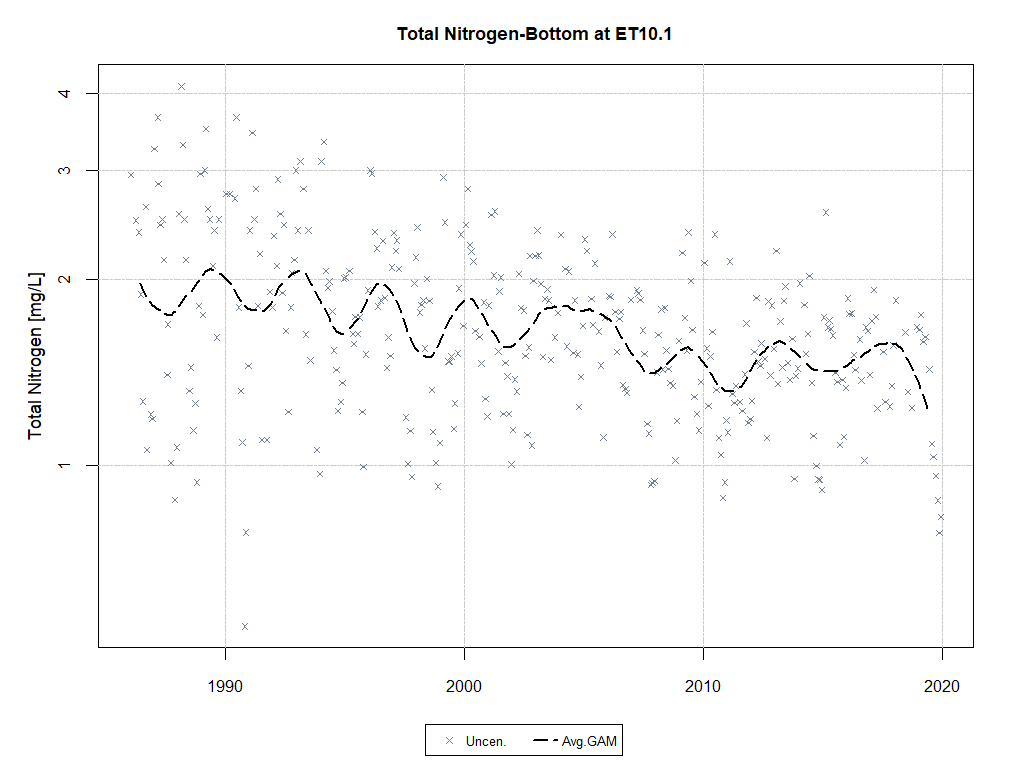 Total Nitrogen-Bottom at ET10.1
Total Nitrogen [mg/L]
4
3
2
1
1990 2000 2010 2020
Uncen. Avg.GAM